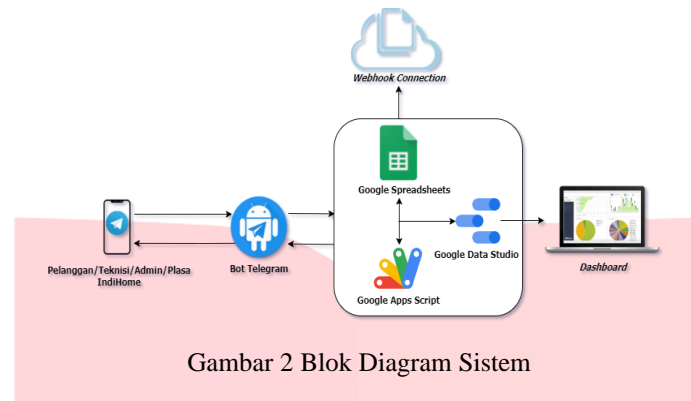 Webhook Connection
Google Spreadsheets
Google Data Studio
Google Apps Script
Pelanggan/Teknisi/Admin/Plasa
IndiHome
Bot Telegram
Dashboard
Gambar 2 Blok Diagram Sistem